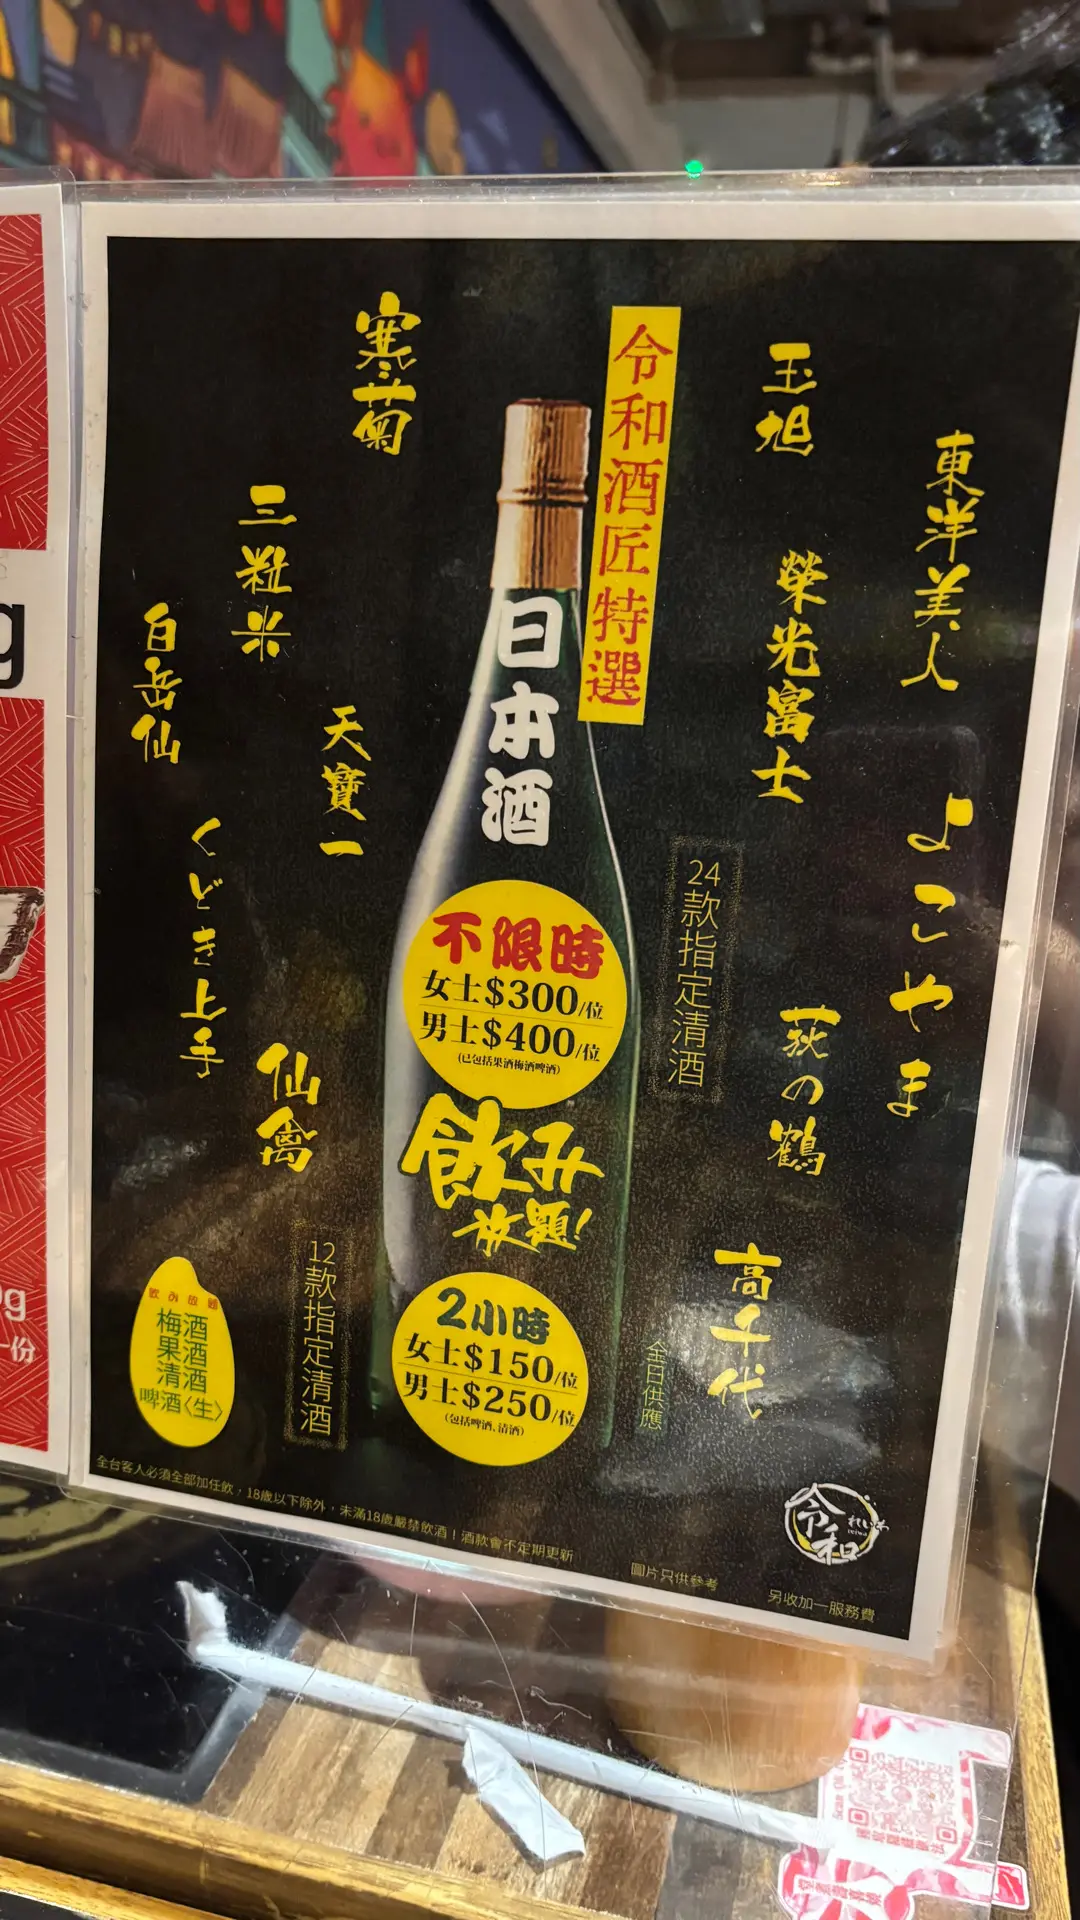 寒菊
令和酒匠特選
玉旭
東洋美人
三粒米
榮光富士
白岳仙
日本酒
天寶一
よこやま
くどき上手
24款指定清酒
不限時
女士$300/位
男士$400/位
(已包括果酒梅酒啤酒)
荻の鶴
仙禽
飲み
放題!
12款指定清酒
高千代
2小時
女士$150/位
男士$250/位
(包括啤酒、清酒)
全日供應
飲み放題
梅酒
果酒
清酒
啤酒〈生〉
全台客人必須全部加任飲，18歲以下除外，未滿18歲嚴禁飲酒！酒款會不定期更新
圖片只供參考
另收加一服務費
令和
れいわ
reiwa
g
g
一份